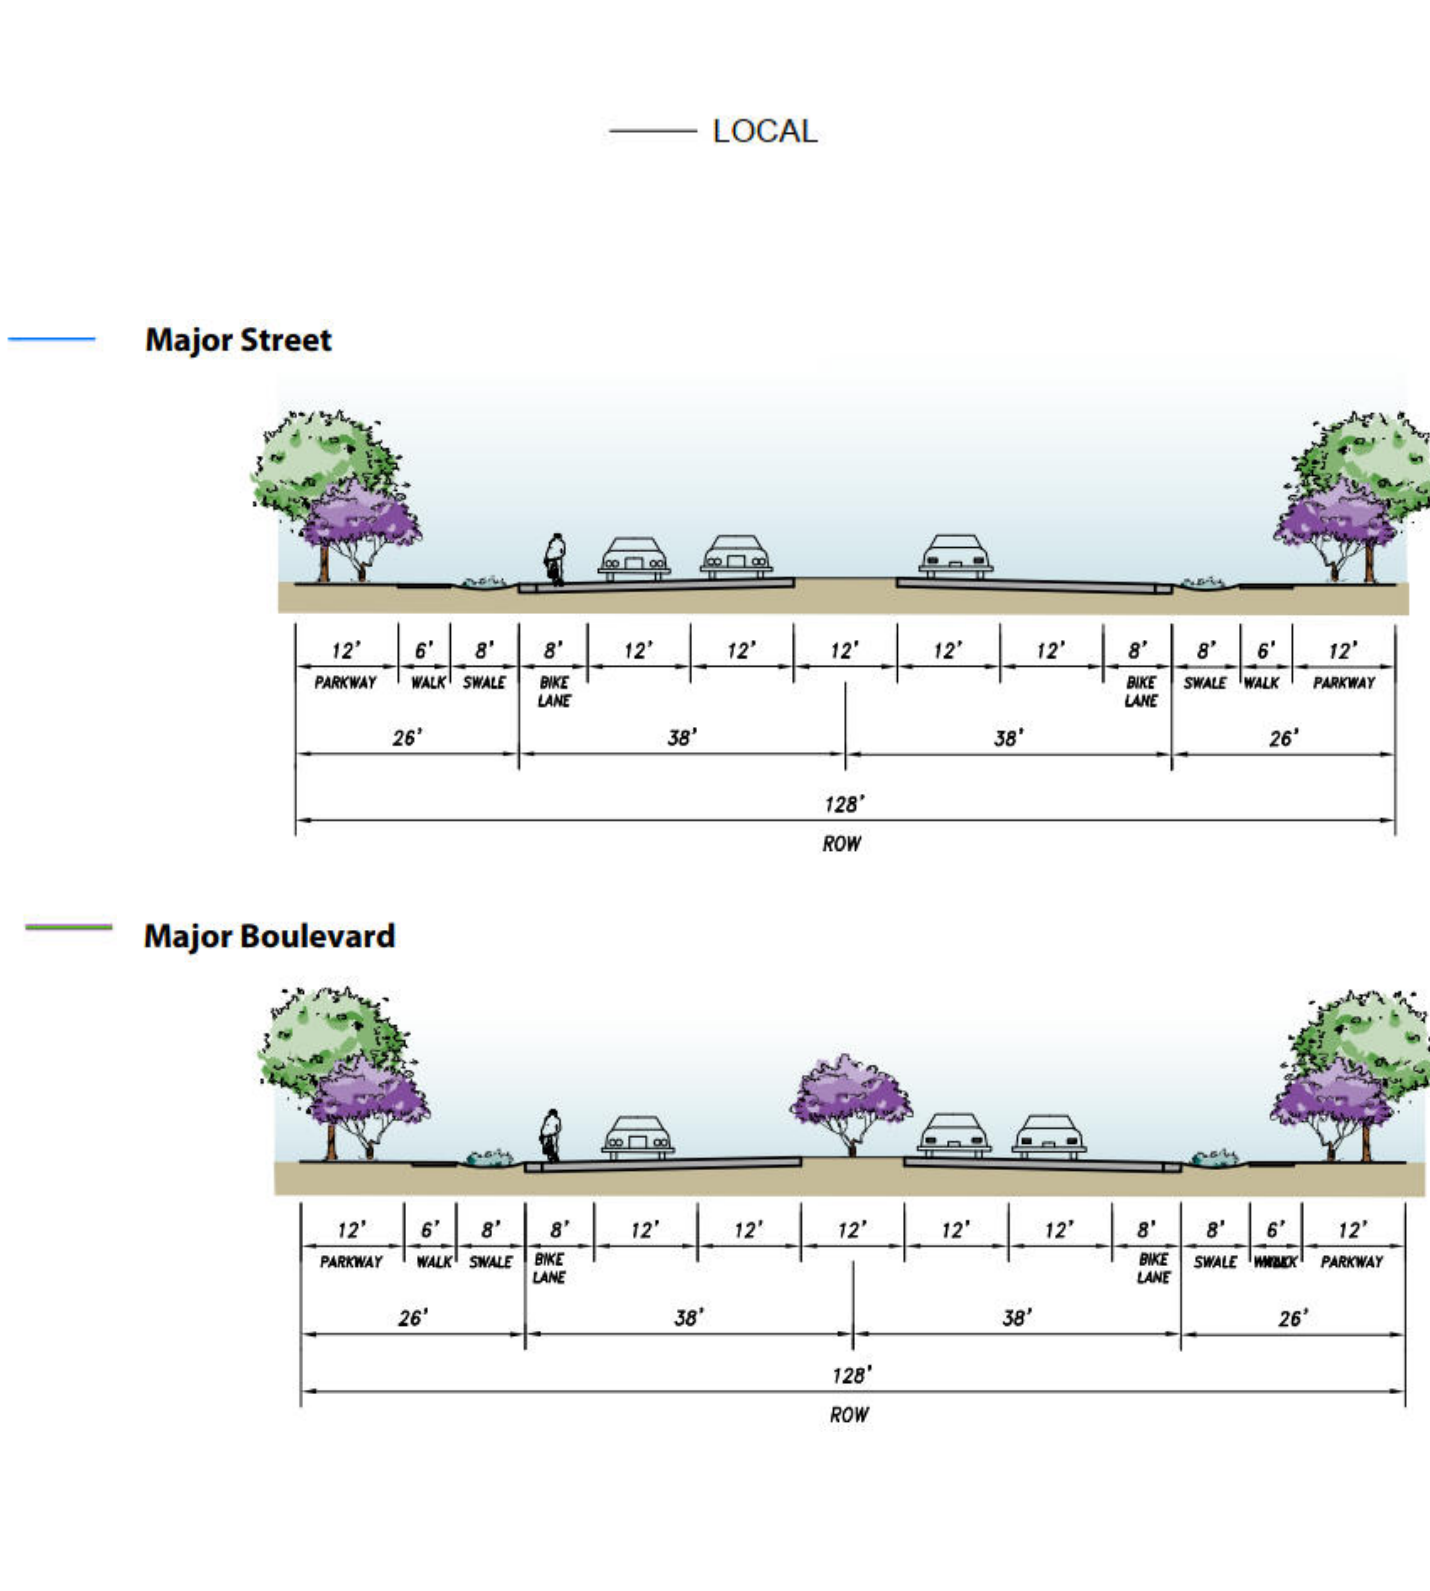 LOCAL
Major Street
12' 6' 8' 8' 12' 12' 12' 12' 12' 8' 8' 6' 12'
PARKWAY WALK SWALE BIKE LANE BIKE LANE SWALE WALK PARKWAY
26' 38' 38' 26'
128'
ROW
Major Boulevard
12' 6' 8' 8' 12' 12' 12' 12' 12' 8' 8' 6' 12'
PARKWAY WALK SWALE BIKE LANE BIKE LANE SWALE PARKWAY
26' 38' 38' 26'
128'
ROW